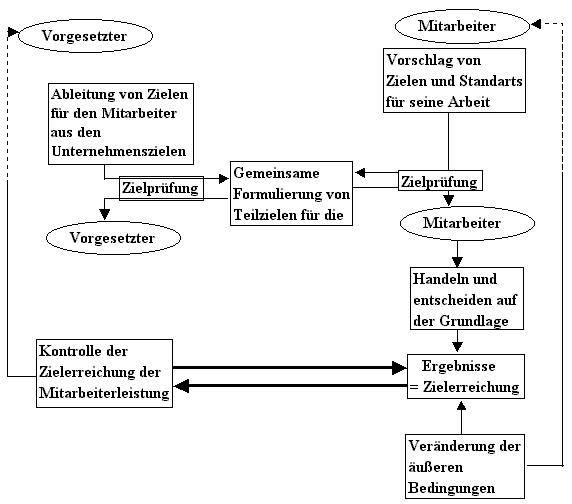 Vorgesetzter
Mitarbeiter
Vorschlag von
Zielen und Standarts
für seine Arbeit
Ableitung von Zielen
für den Mitarbeiter
aus den
Unternehmenszielen
Gemeinsame
Formulierung von
Teilzielen für die
Zielprüfung
Zielprüfung
Vorgesetzter
Mitarbeiter
Handeln und
entscheiden auf
der Grundlage
Kontrolle der
Zielerreichung der
Mitarbeiterleistung
Ergebnisse
= Zielerreichung
Veränderung der
äußeren
Bedingungen